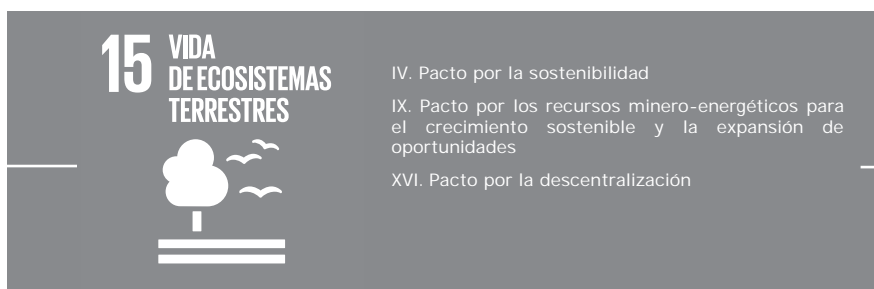 15 VIDA
DE ECOSISTEMAS
TERRESTRES
IV. Pacto por la sostenibilidad
IX. Pacto por los recursos minero-energéticos para
el crecimiento sostenible y la expansión de
oportunidades
XVI. Pacto por la descentralización